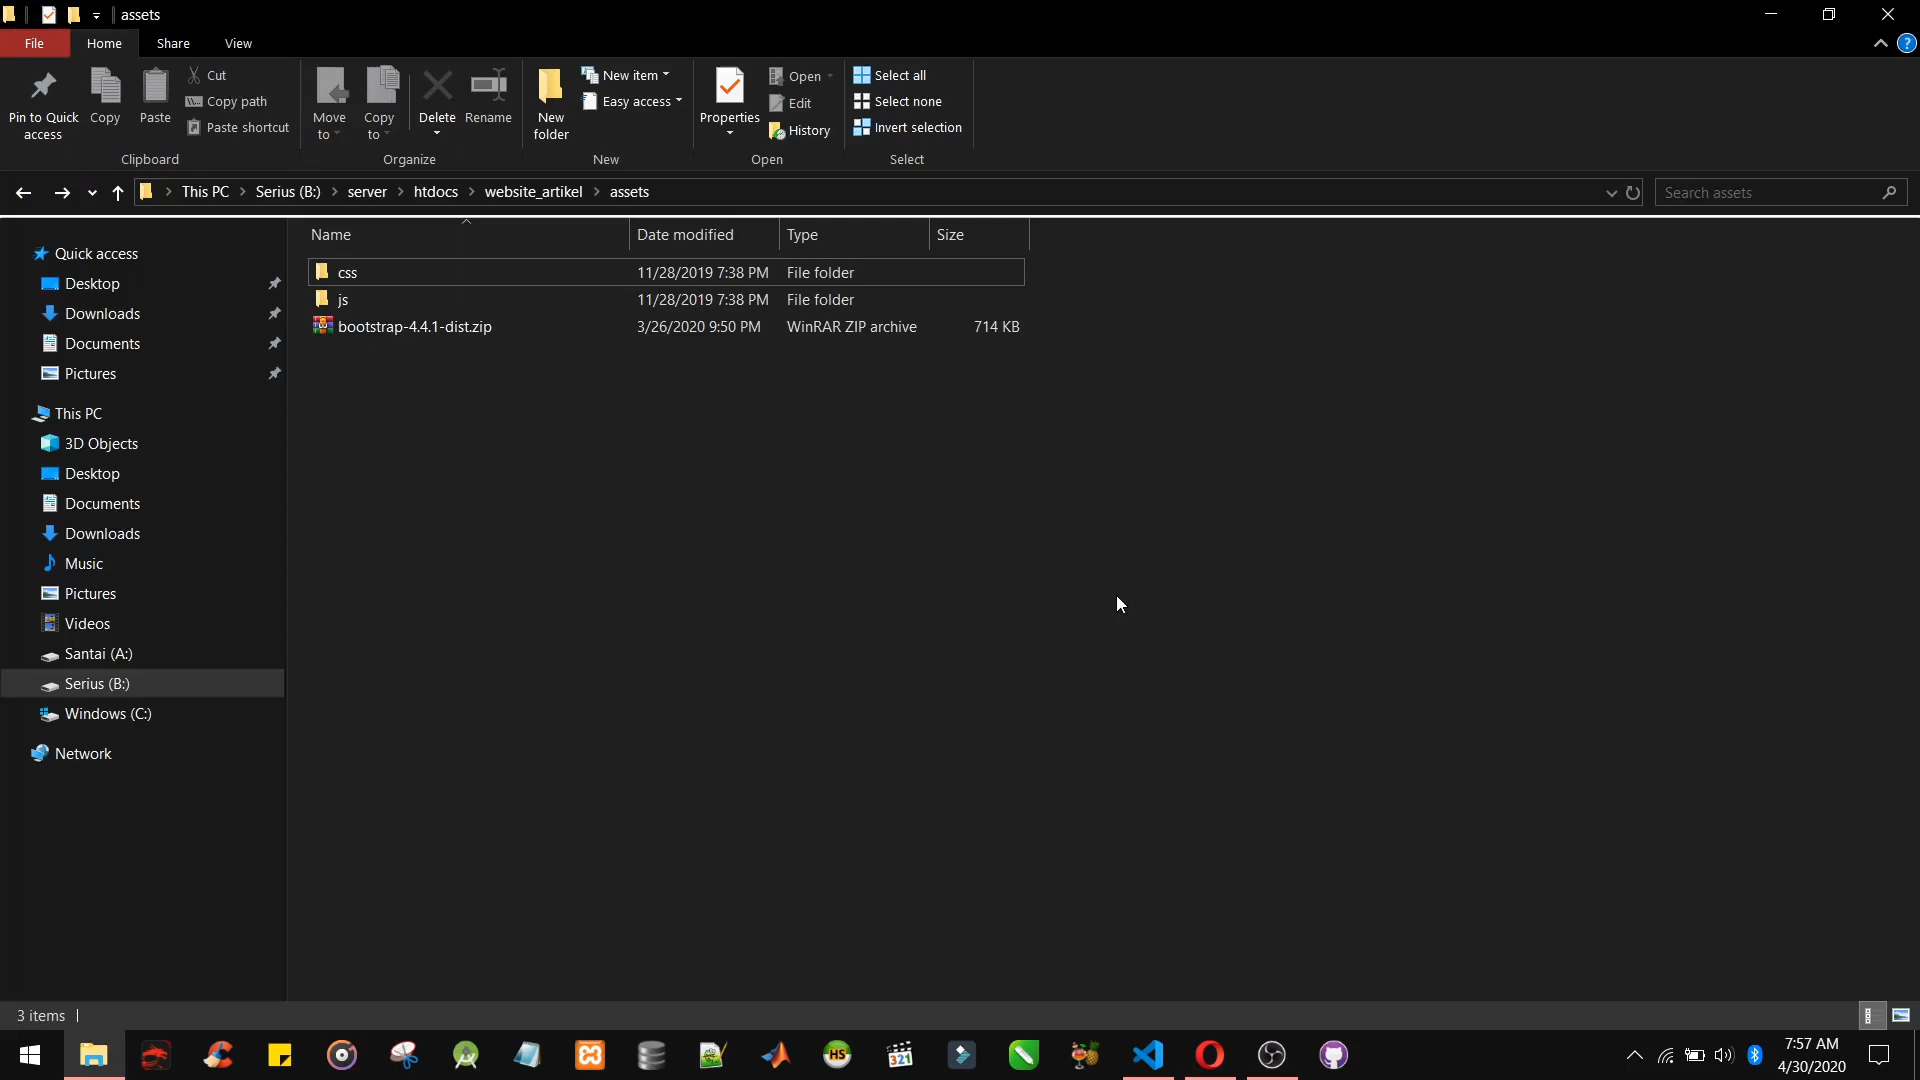 assets
File Home Share View
Pin to Quick access
Copy
Paste
Cut
Copy path
Paste shortcut
Clipboard
Move to
Copy to
Delete
Rename
Organize
New folder
New item
Easy access
New
Properties
Open
Edit
History
Open
Select all
Select none
Invert selection
Select
This PC Serius (B:) server htdocs website_artikel assets
Search assets
Quick access
Desktop
Downloads
Documents
Pictures
This PC
3D Objects
Desktop
Documents
Downloads
Music
Pictures
Videos
Santai (A:)
Serius (B:)
Windows (C:)
Network
Name Date modified Type Size
css 11/28/2019 7:38 PM File folder
js 11/28/2019 7:38 PM File folder
bootstrap-4.4.1-dist.zip 3/26/2020 9:50 PM WinRAR ZIP archive 714 KB
3 items
HS
321
7:57 AM
4/30/2020